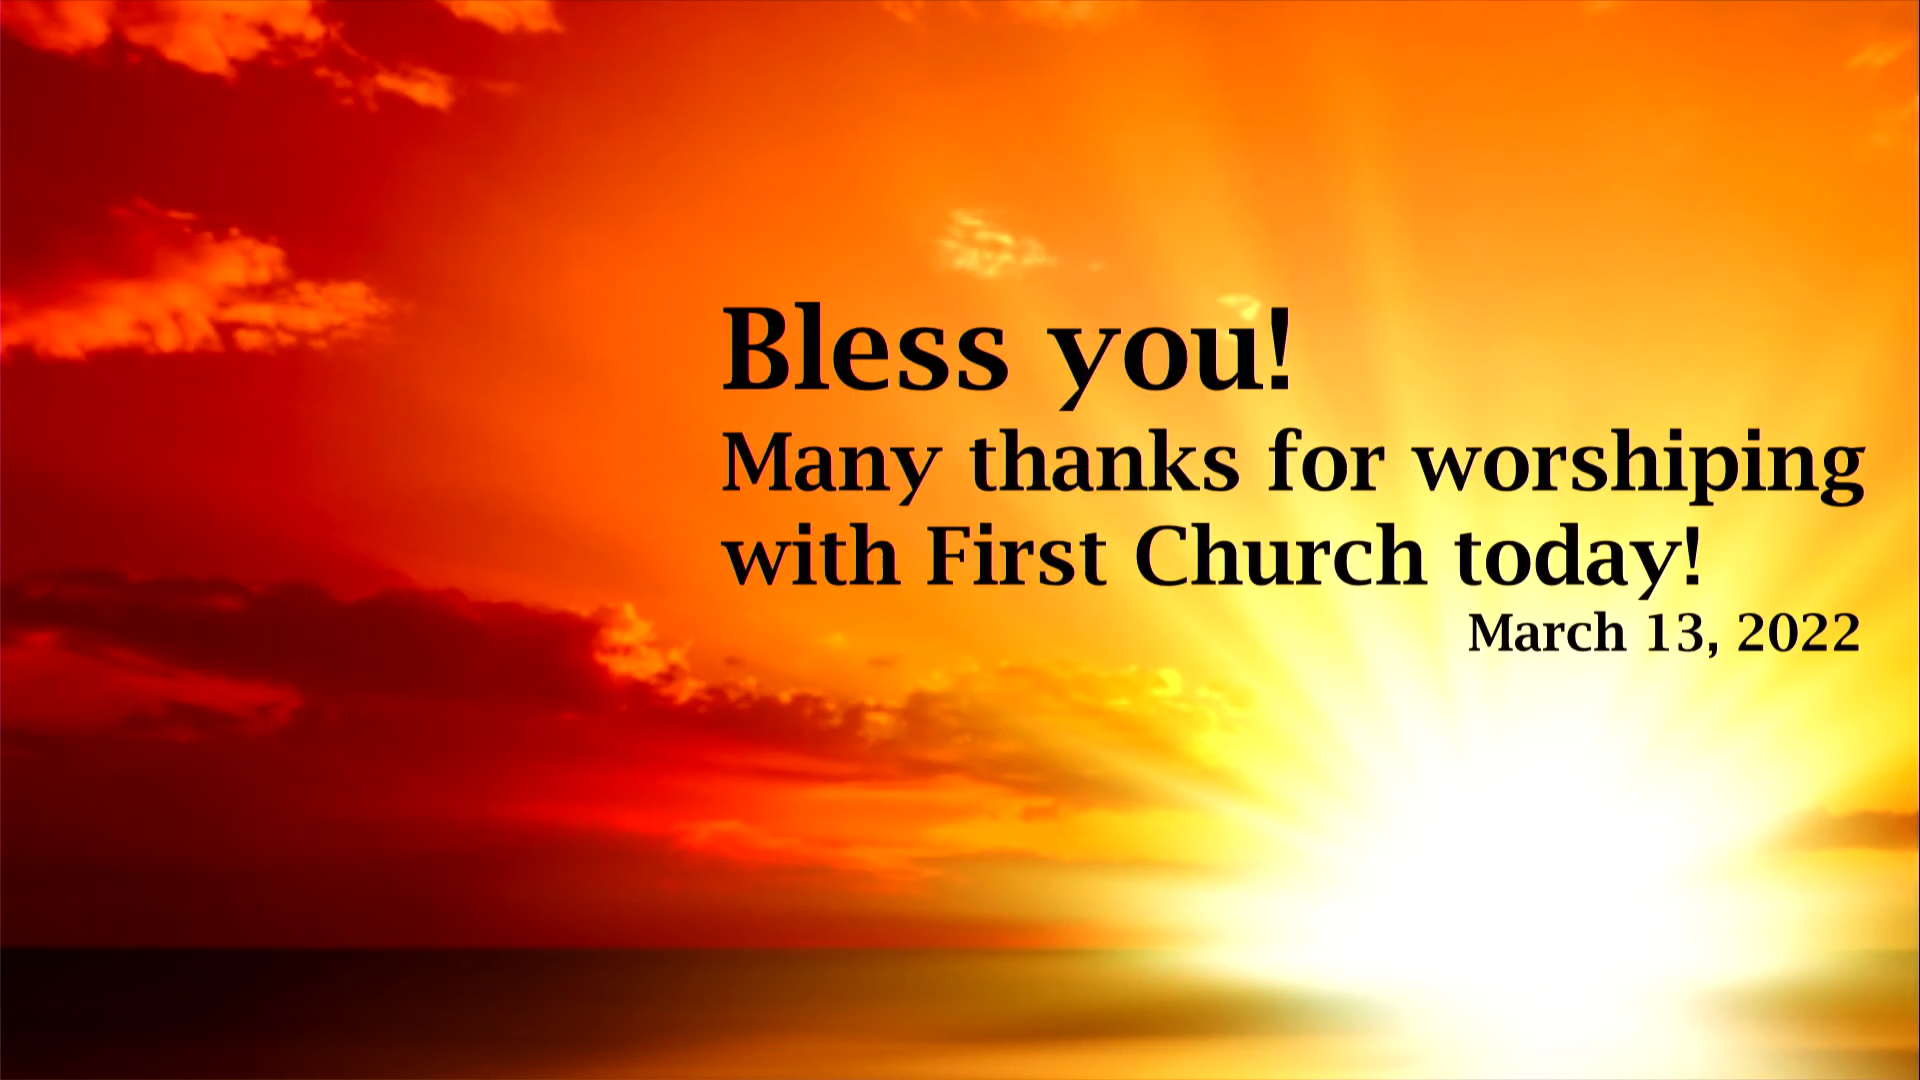 Bless you!
Many thanks for worshiping
with First Church today!
March 13, 2022